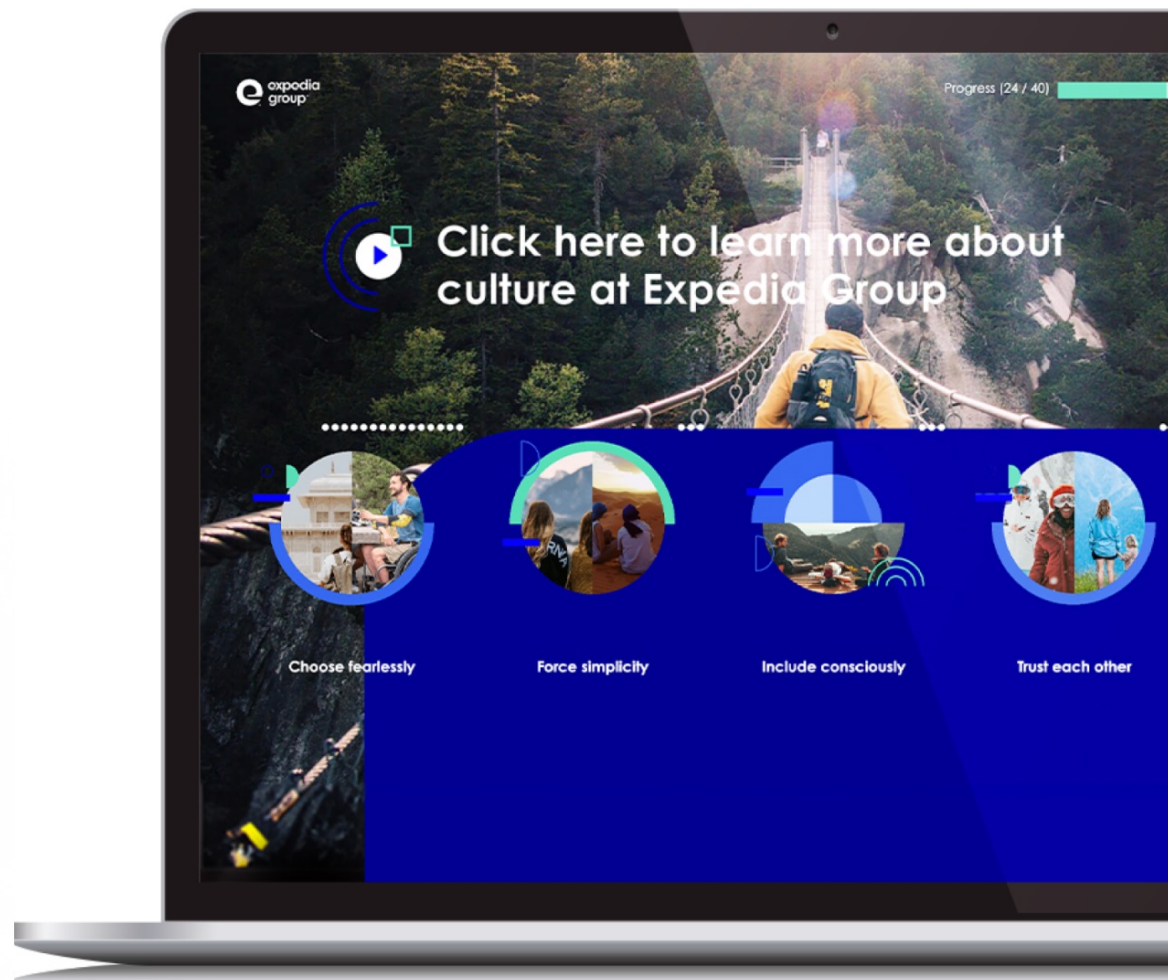 expedia
group
Progress (24 / 40)
Click here to learn more about
culture at Expedia Group
Choose fearlessly
Force simplicity
Include consciously
Trust each other